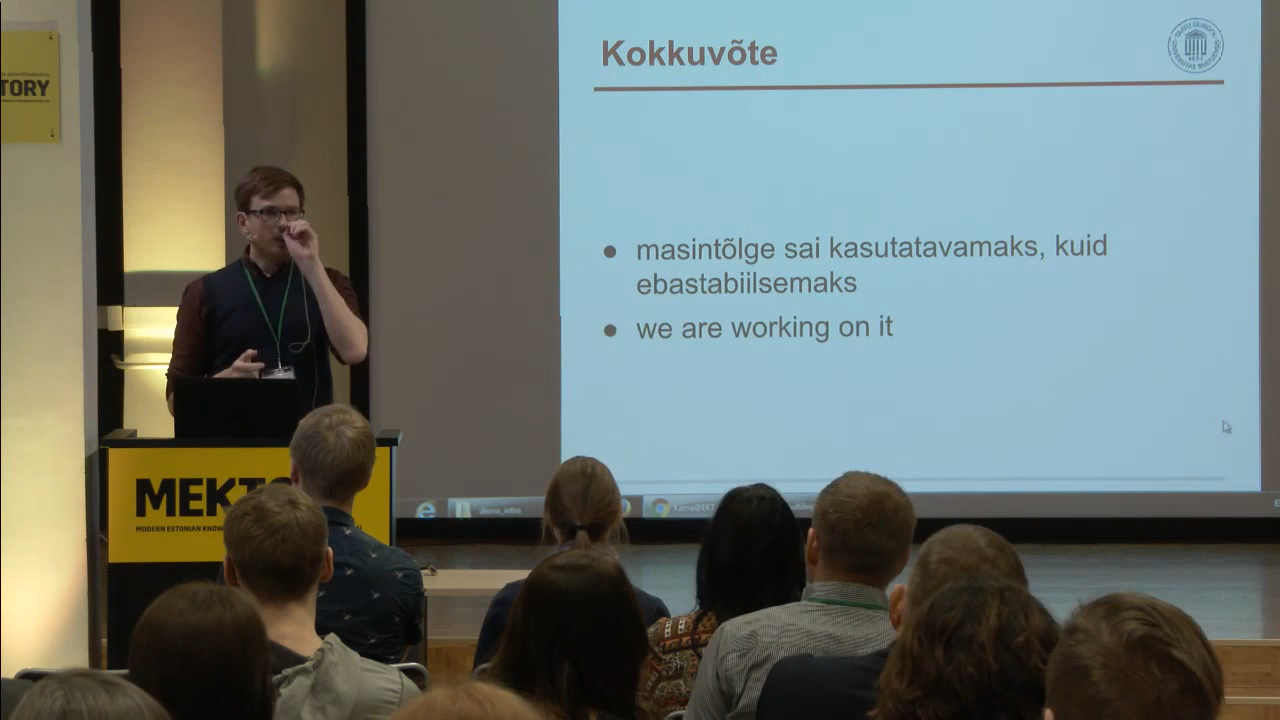 TORY
Kokkuvõte
● masintõlge sai kasutatavamaks, kuid
ebastabiilsemaks
● we are working on it
MEKT
MODERN ESTONIAN KNOW